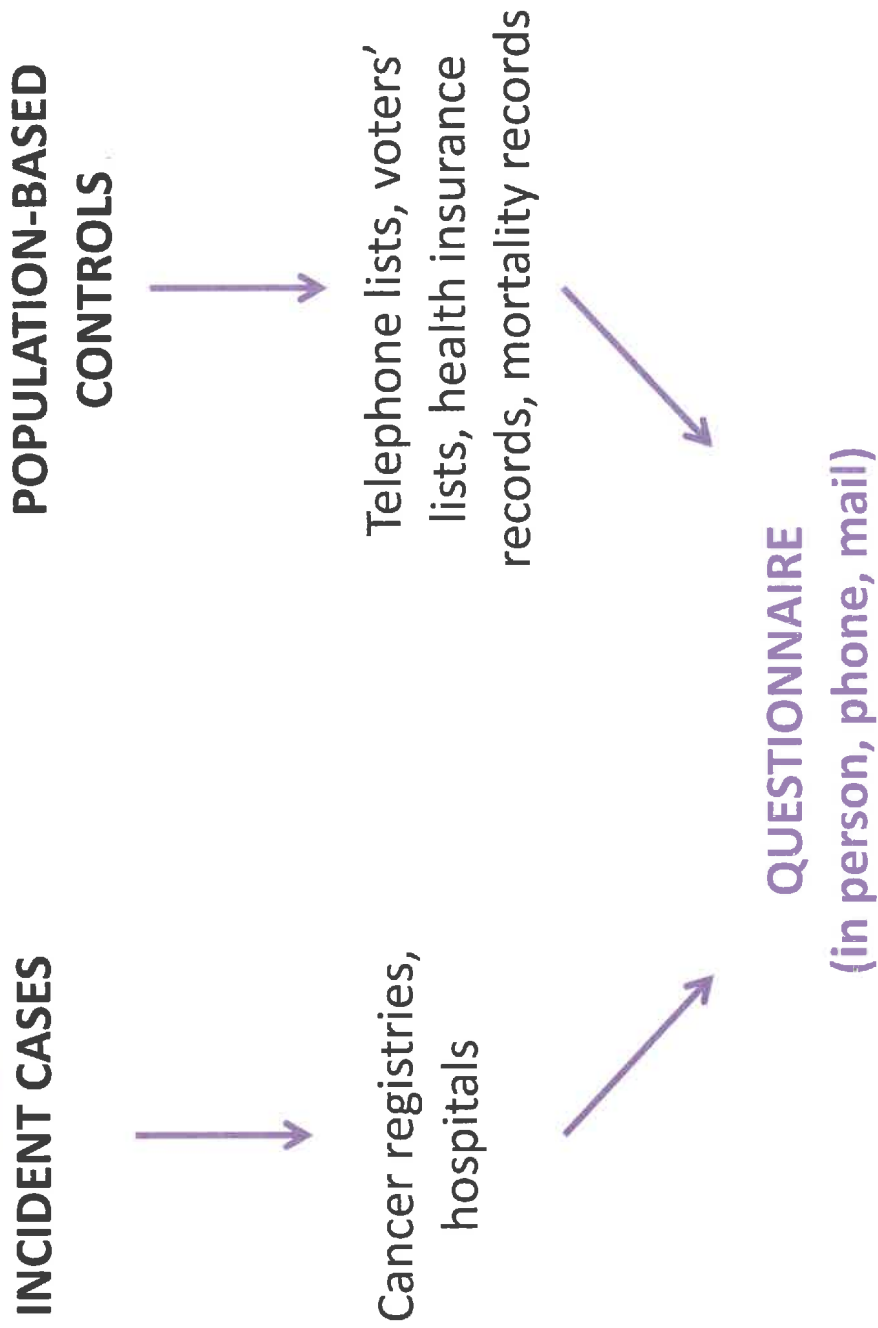 INCIDENT CASES
Cancer registries,
hospitals
POPULATION-BASED
CONTROLS
Telephone lists, voters’
lists, health insurance
records, mortality records
QUESTIONNAIRE
(in person, phone, mail)